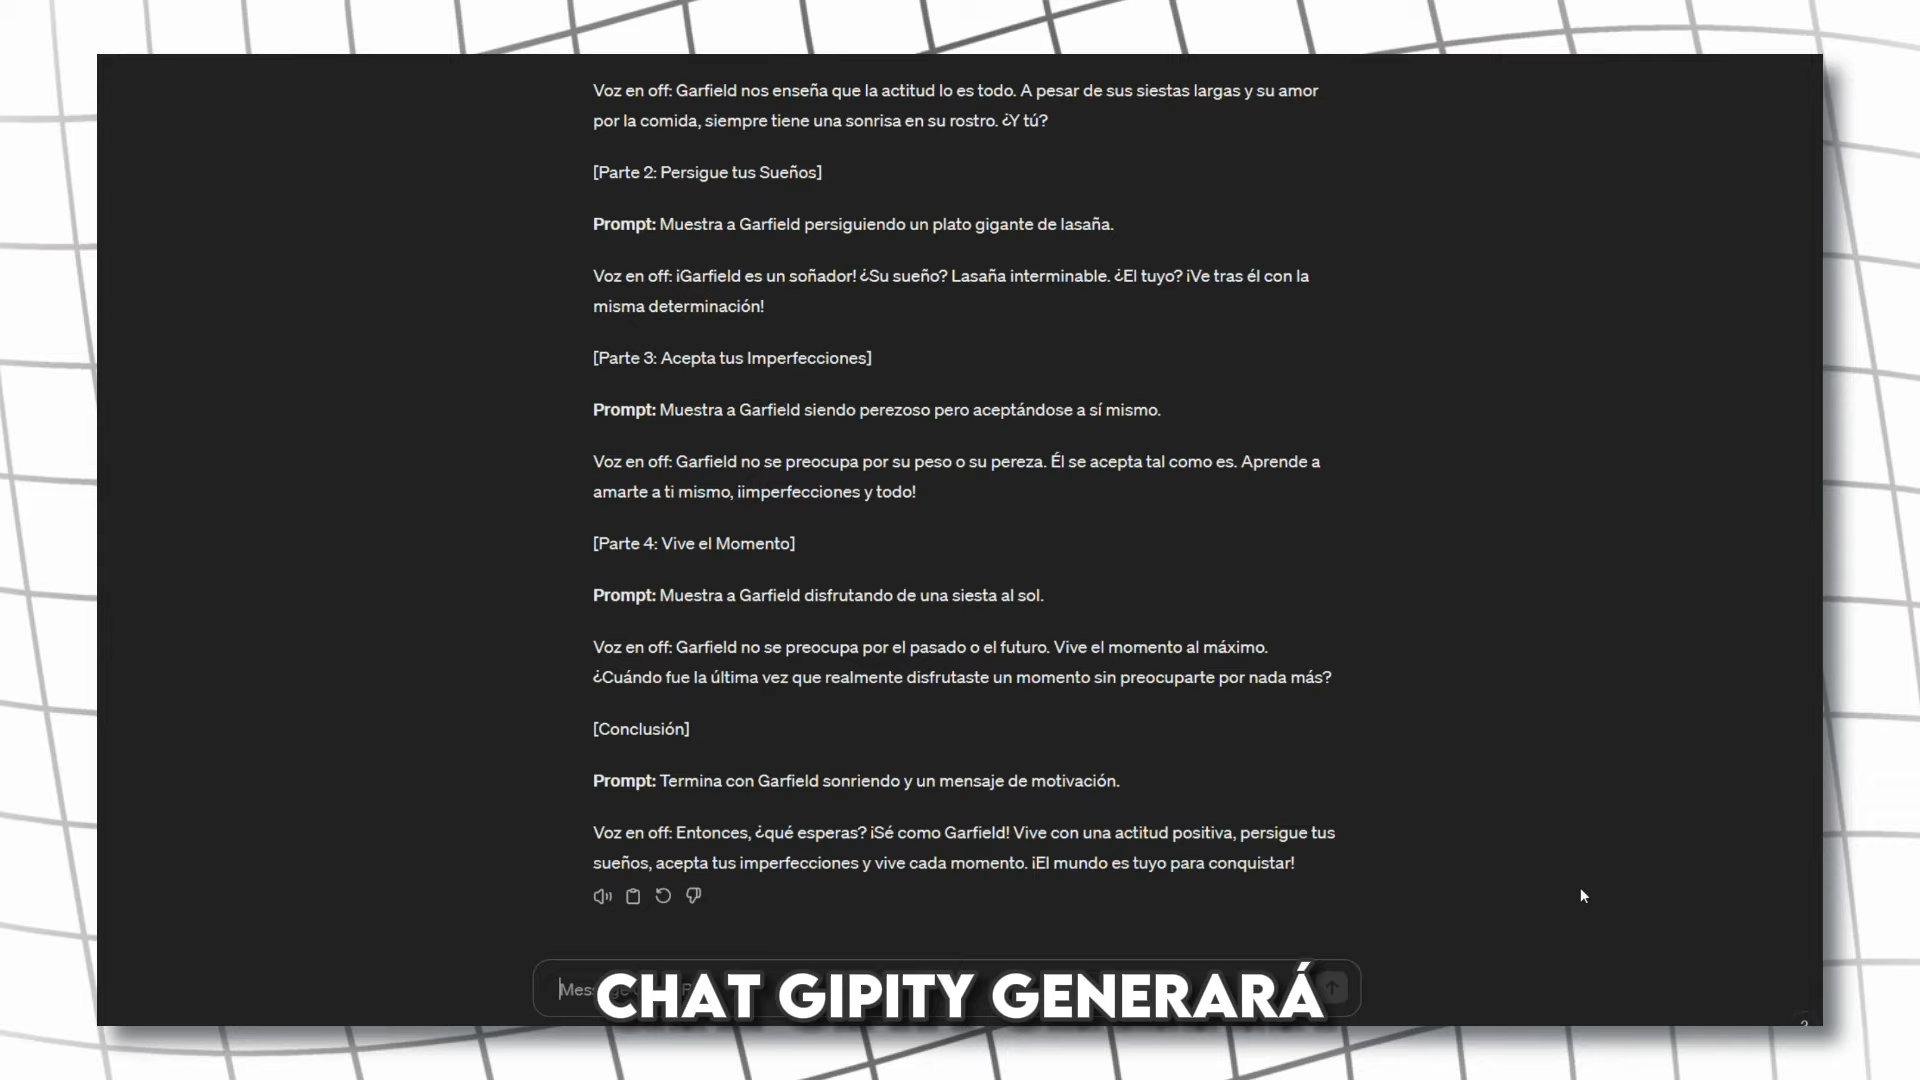 Voz en off: Garfield nos enseña que la actitud lo es todo. A pesar de sus siestas largas y su amor
por la comida, siempre tiene una sonrisa en su rostro. ¿Y tú?
[Parte 2: Persigue tus Sueños]
Prompt: Muestra a Garfield persiguiendo un plato gigante de lasaña.
Voz en off: ¡Garfield es un soñador! ¿Su sueño? Lasaña interminable. ¿El tuyo? ¡Ve tras él con la
misma determinación!
[Parte 3: Acepta tus Imperfecciones]
Prompt: Muestra a Garfield siendo perezoso pero aceptándose a sí mismo.
Voz en off: Garfield no se preocupa por su peso o su pereza. Él se acepta tal como es. Aprende a
amarte a ti mismo, ¡imperfecciones y todo!
[Parte 4: Vive el Momento]
Prompt: Muestra a Garfield disfrutando de una siesta al sol.
Voz en off: Garfield no se preocupa por el pasado o el futuro. Vive el momento al máximo.
¿Cuándo fue la última vez que realmente disfrutaste un momento sin preocuparte por nada más?
[Conclusión]
Prompt: Termina con Garfield sonriendo y un mensaje de motivación.
Voz en off: Entonces, ¿qué esperas? ¡Sé como Garfield! Vive con una actitud positiva, persigue tus
sueños, acepta tus imperfecciones y vive cada momento. ¡El mundo es tuyo para conquistar!
CHAT GIPITY GENERARÁ